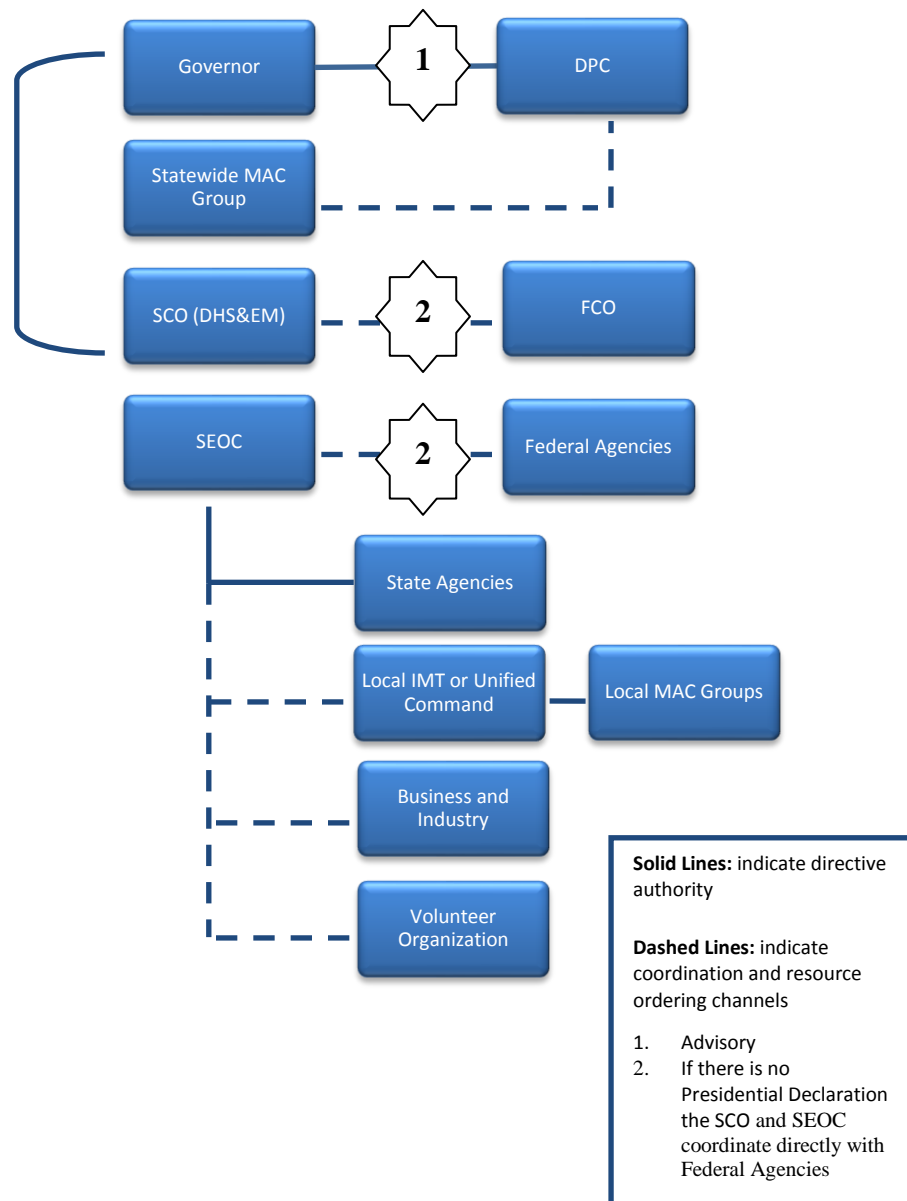 Governor
1
DPC
Statewide MAC
Group
SCO (DHS&EM)
2
FCO
SEOC
2
Federal Agencies
State Agencies
Local IMT or Unified
Command
Local MAC Groups
Business and
Industry
Volunteer
Organization
Solid Lines: indicate directive
authority
Dashed Lines: indicate
coordination and resource
ordering channels
1. Advisory
2. If there is no
Presidential Declaration
the SCO and SEOC
coordinate directly with
Federal Agencies